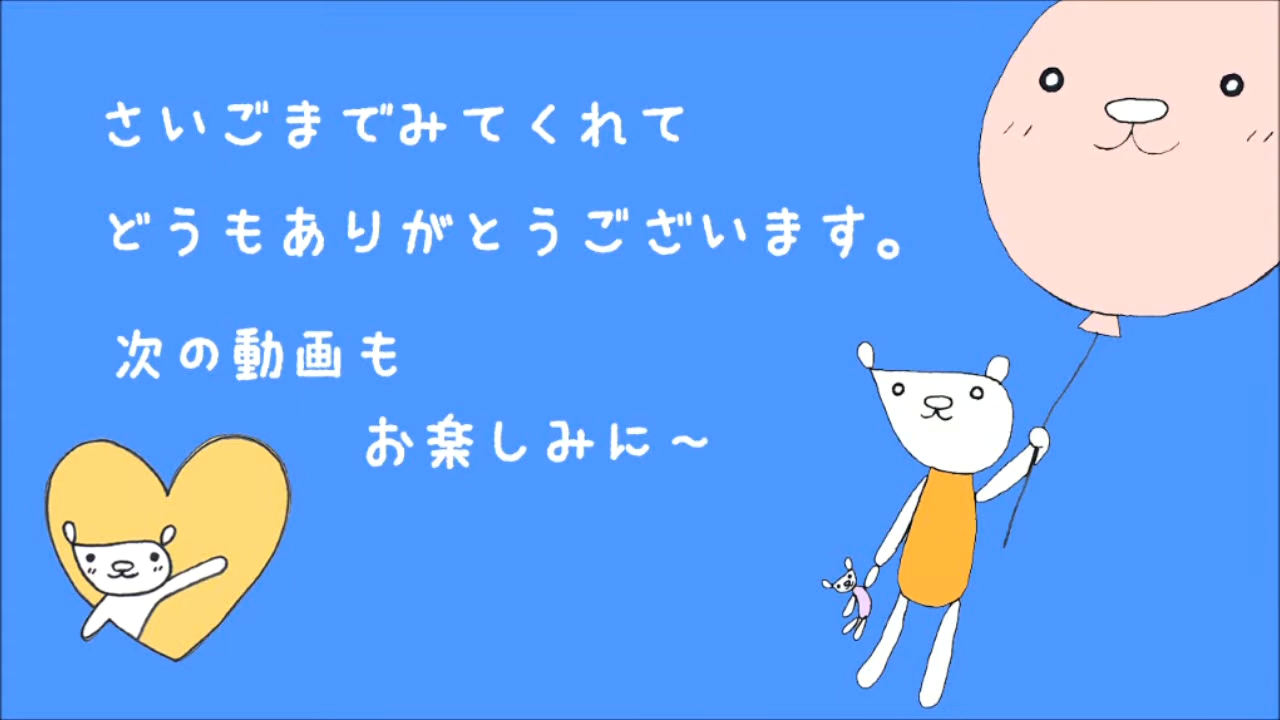 さいごまでみてくれて
どうもありがとうございます。
次の動画も
お楽しみに～